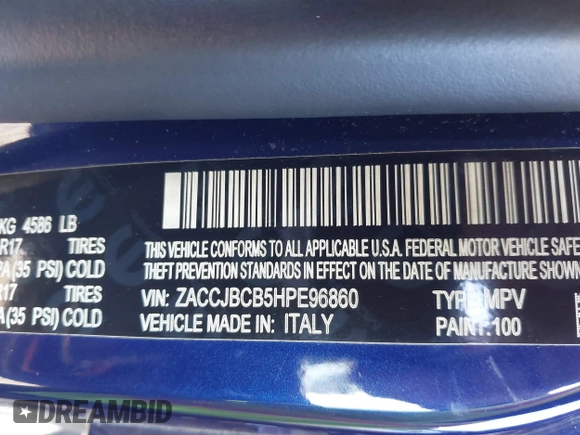 KG 4586 LB
R17 TIRES
THIS VEHICLE CONFORMS TO ALL APPLICABLE U.S.A. FEDERAL MOTOR VEHICLE SAFE
(35 PSI) COLD
THEFT PREVENTION STANDARDS IN EFFECT ON THE DATE OF MANUFACTURE SHOWN
R17 TIRES
VIN: ZACCJBCB5HPE96860 TYPE: MPV
A (35 PSI) COLD
VEHICLE MADE IN: ITALY PAINT: 100
DREAMBID